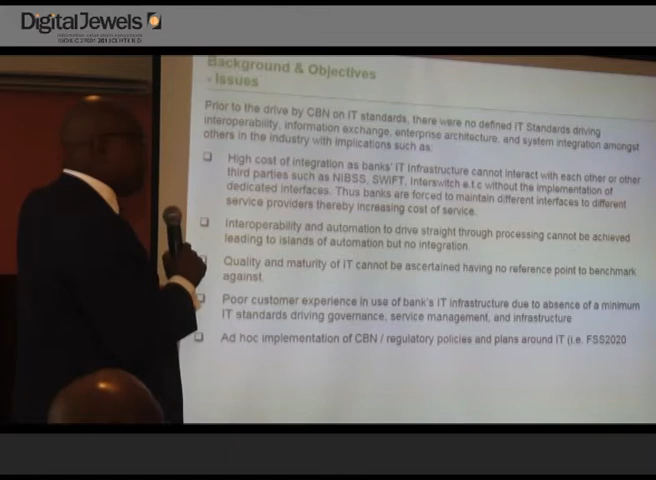 DigitalJewels
Background & Objectives
- Issues
Prior to the drive by CBN on IT standards, there were no defined IT Standards driving
interoperability, information exchange, enterprise architecture, and system integration amongst
others in the industry with implications such as:
High cost of integration as banks' IT Infrastructure cannot interact with each other or other
third parties such as NIBSS, SWIFT, Interswitch e.t.c without the implementation of
dedicated interfaces. Thus banks are forced to maintain different interfaces to different
service providers thereby increasing cost of service.
Interoperability and automation to drive straight through processing cannot be achieved
leading to islands of automation but no integration.
Quality and maturity of IT cannot be ascertained having no reference point to benchmark
against.
Poor customer experience in use of bank's IT infrastructure due to absence of a minimum
IT standards driving governance, service management, and infrastructure
Ad hoc implementation of CBN / regulatory policies and plans around IT (i.e. FSS2020